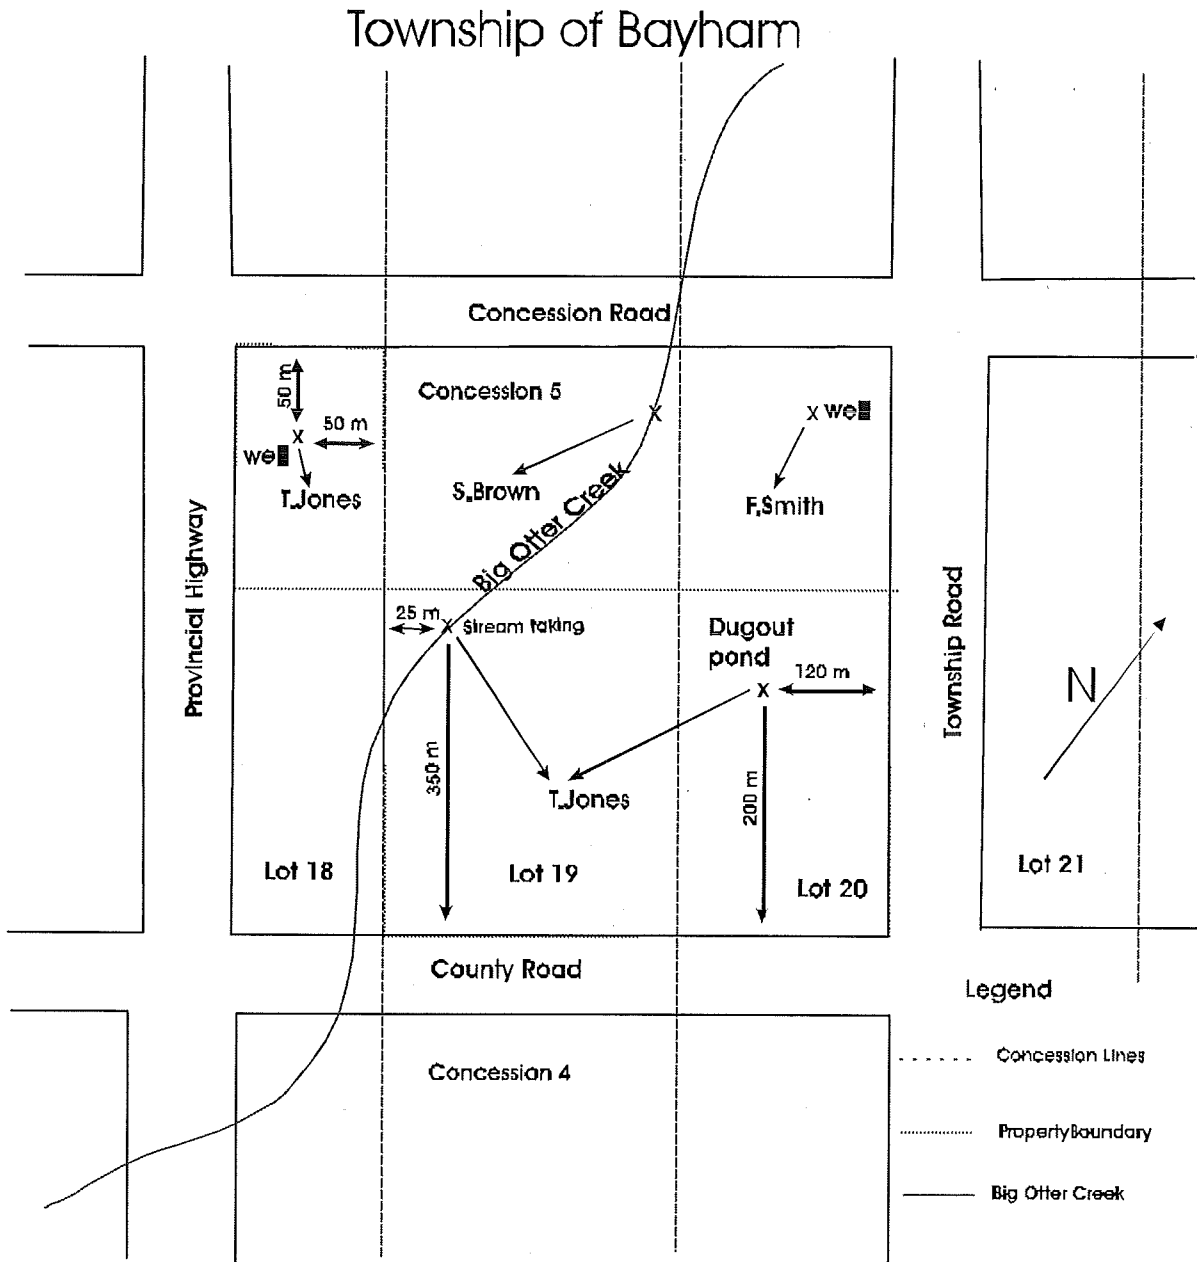 Township of Bayham
Concession Road
50 m
50 m
Concession 5
we
we
T.Jones
S.Brown
F.Smith
Big Otter Creek
Provincial Highway
25 m
Stream taking
Dugout
pond
120 m
Township Road
N
350 m
T.Jones
200 m
Lot 18
Lot 19
Lot 20
Lot 21
County Road
Legend
Concession 4
Concession Lines
Property Boundary
Big Otter Creek